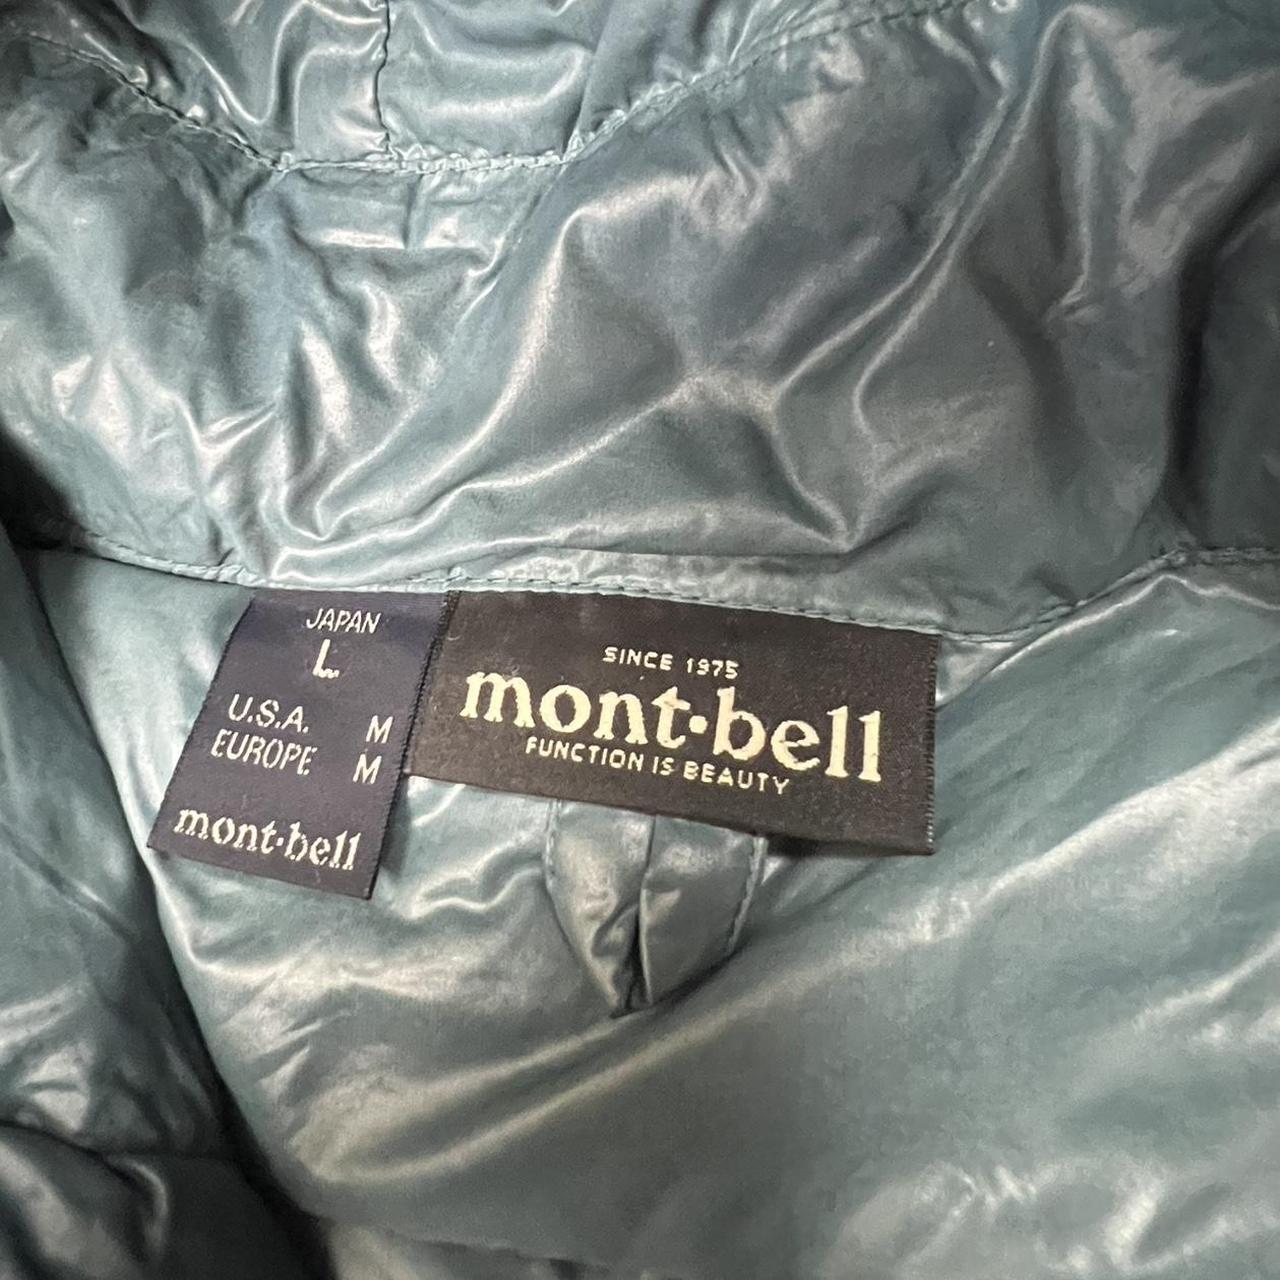 JAPAN
L
U.S.A. M
EUROPE M
mont·bell
SINCE 1975
mont·bell
FUNCTION IS BEAUTY